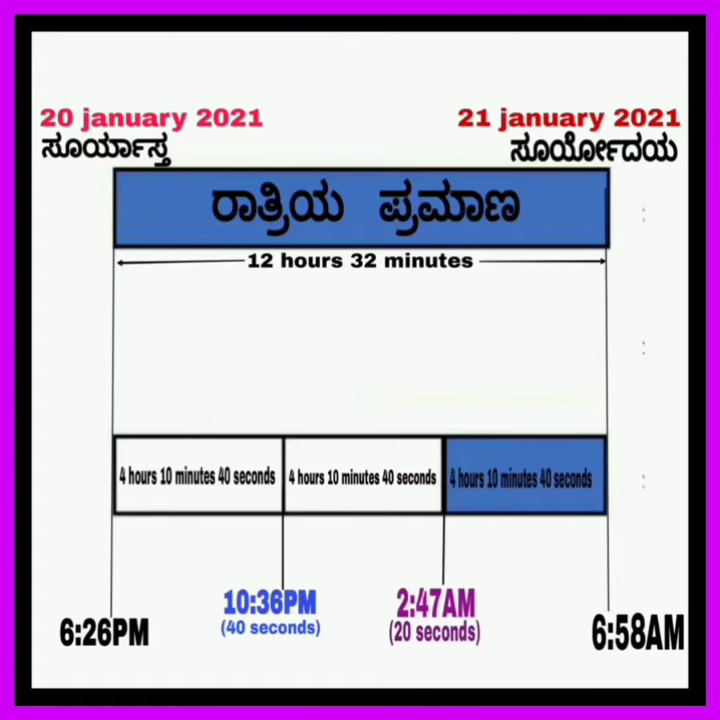 20 january 2021
ಸೂರ್ಯಾಸ್ತ
21 january 2021
ಸೂರ್ಯೋದಯ
ರಾತ್ರಿಯ ಪ್ರಮಾಣ
12 hours 32 minutes
4 hours 10 minutes 40 seconds
4 hours 10 minutes 40 seconds
4 hours 10 minutes 40 seconds
6:26PM
10:36PM
(40 seconds)
2:47AM
(20 seconds)
6:58AM